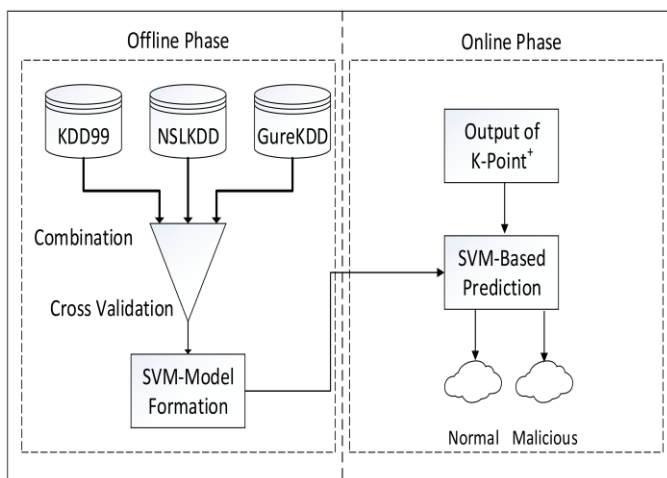 Offline Phase
Online Phase
KDD99
NSLKDD
GureKDD
Output of
K-Point⁺
Combination
Cross Validation
SVM-Based
Prediction
SVM-Model
Formation
Normal
Malicious